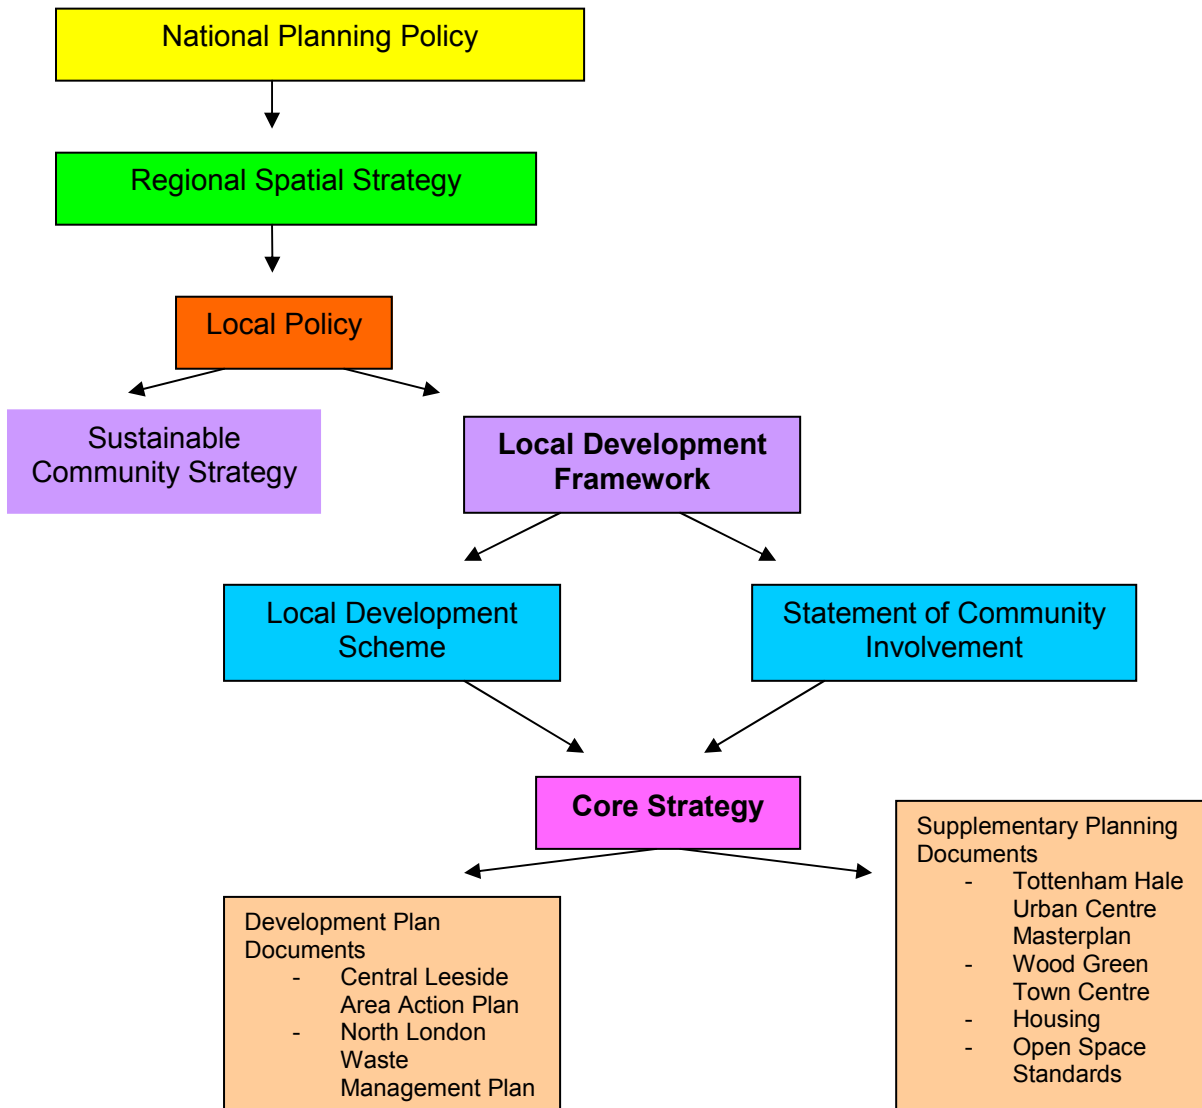 National Planning Policy
Regional Spatial Strategy
Local Policy
Sustainable
Community Strategy
Local Development
Framework
Local Development
Scheme
Statement of Community
Involvement
Core Strategy
Development Plan
Documents
- Central Leeside
Area Action Plan
- North London
Waste
Management Plan
Supplementary Planning
Documents
- Tottenham Hale
Urban Centre
Masterplan
- Wood Green
Town Centre
- Housing
- Open Space
Standards